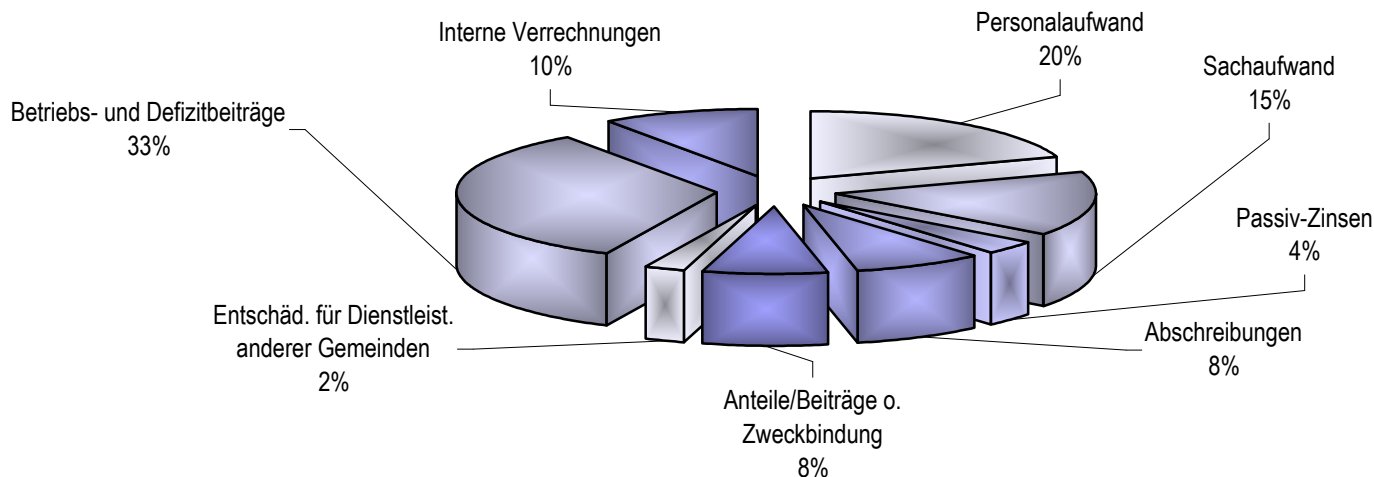 Interne Verrechnungen
10%
Personalaufwand
20%
Sachaufwand
15%
Betriebs- und Defizitbeiträge
33%
Passiv-Zinsen
4%
Entschäd. für Dienstleist.
anderer Gemeinden
2%
Abschreibungen
8%
Anteile/Beiträge o.
Zweckbindung
8%